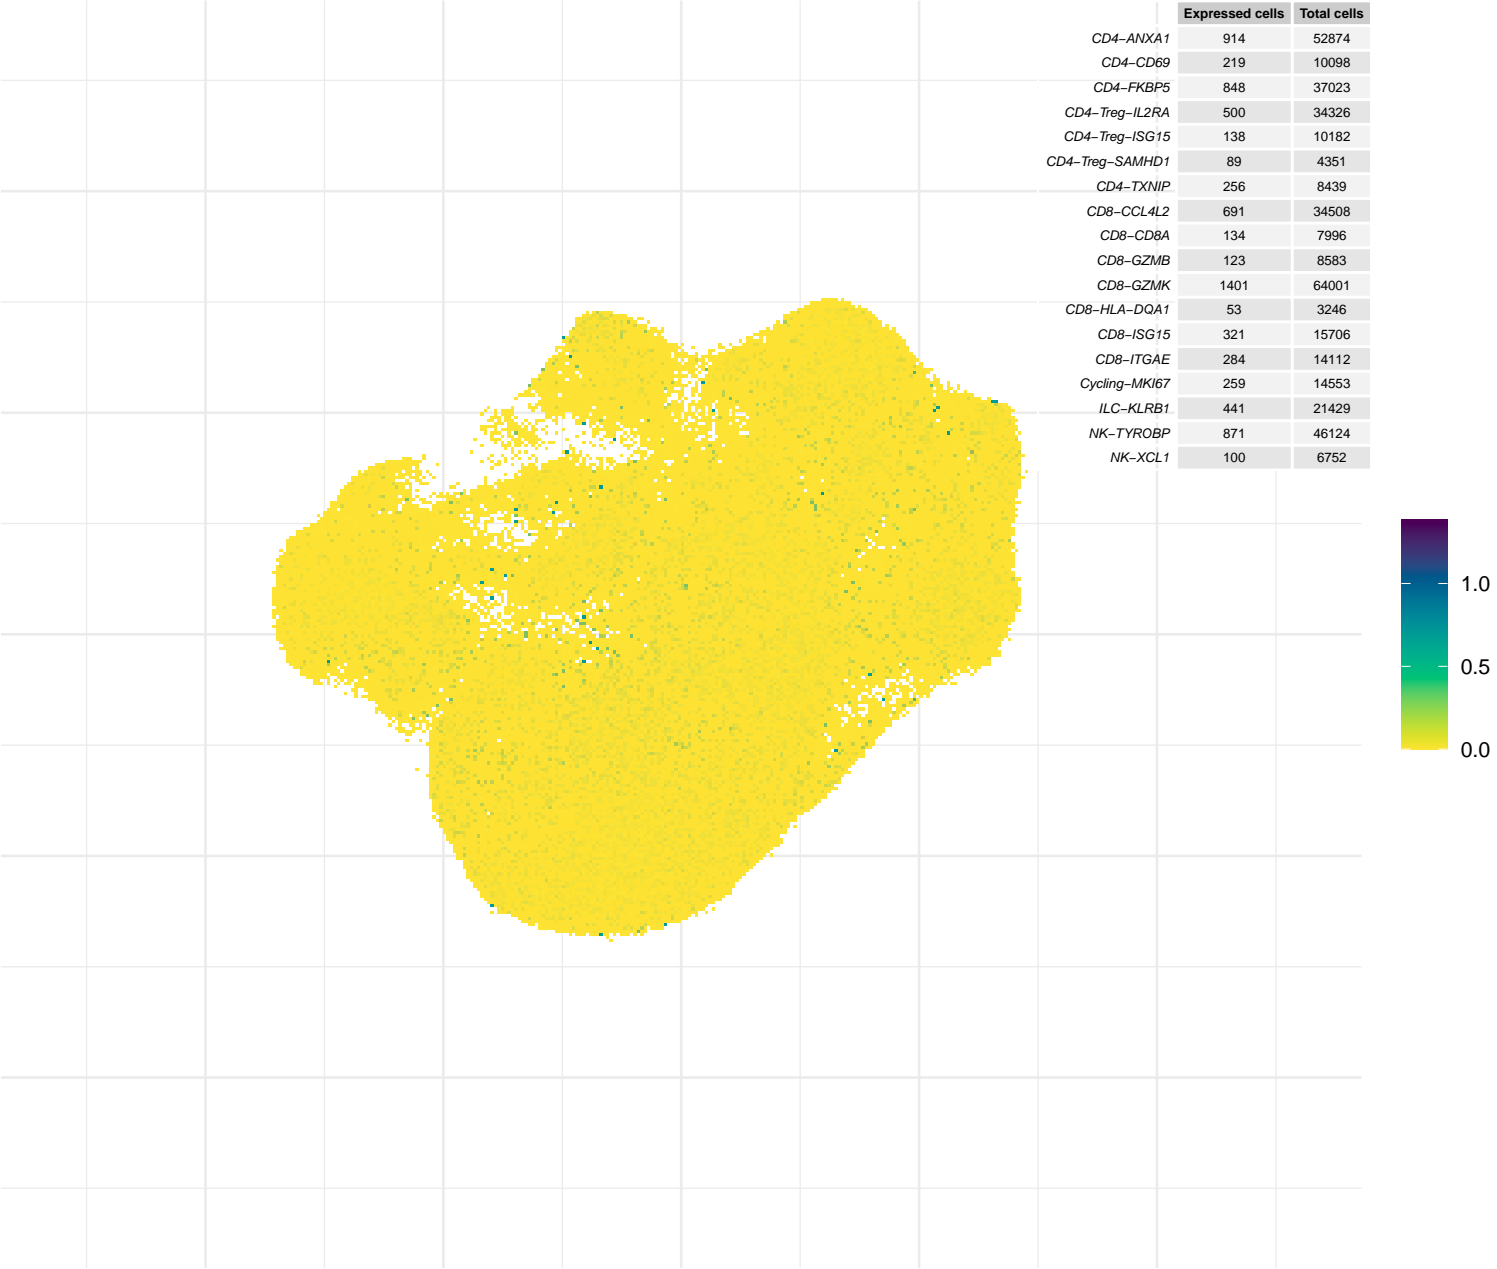 Expressed cells Total cells
CD4−ANXA1 914 52874
CD4−CD69 219 10098
CD4−FKBP5 848 37023
CD4−Treg−IL2RA 500 34326
CD4−Treg−ISG15 138 10182
CD4−Treg−SAMHD1 89 4351
CD4−TXNIP 256 8439
CD8−CCL4L2 691 34508
CD8−CD8A 134 7996
CD8−GZMB 123 8583
CD8−GZMK 1401 64001
CD8−HLA−DQA1 53 3246
CD8−ISG15 321 15706
CD8−ITGAE 284 14112
Cycling−MKI67 259 14553
ILC−KLRB1 441 21429
NK−TYROBP 871 46124
NK−XCL1 100 6752
1.0
0.5
0.0